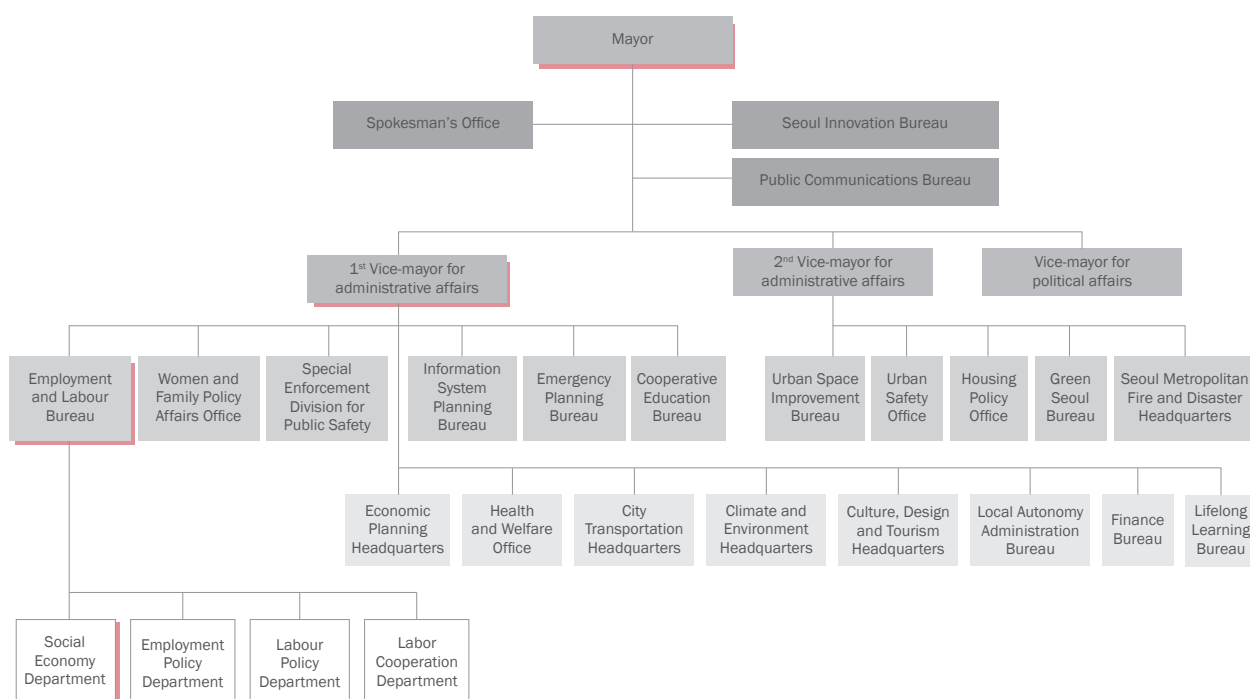 Mayor
Spokesman's Office
Seoul Innovation Bureau
Public Communications Bureau
1st Vice-mayor for
administrative affairs
2nd Vice-mayor for
administrative affairs
Vice-mayor for
political affairs
Employment
and Labour
Bureau
Women and
Family Policy
Affairs Office
Special
Enforcement
Division for
Public Safety
Information
System
Planning
Bureau
Emergency
Planning
Bureau
Cooperative
Education
Bureau
Urban Space
Improvement
Bureau
Urban
Safety
Office
Housing
Policy
Office
Green
Seoul
Bureau
Seoul Metropolitan
Fire and Disaster
Headquarters
Economic
Planning
Headquarters
Health
and Welfare
Office
City
Transportation
Headquarters
Climate and
Environment
Headquarters
Culture, Design
and Tourism
Headquarters
Local Autonomy
Administration
Bureau
Finance
Bureau
Lifelong
Learning
Bureau
Social
Economy
Department
Employment
Policy
Department
Labour
Policy
Department
Labor
Cooperation
Department